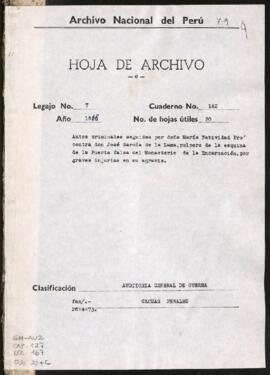 Archivo Nacional del Perú
HOJA DE ARCHIVO
Legajo No. 7 Cuaderno No. 162
Año 1816 No. de hojas útiles 20
Autos criminales seguidos por doña María Natividad
contra don José García de la Lama, pulpero de la esquina
de la Puerta falsa del Monasterio de la Encarnación, por
graves injurias en su agravio.
Clasificación AUDITORIA GENERAL DE GUERRA
CAUSAS PENALES